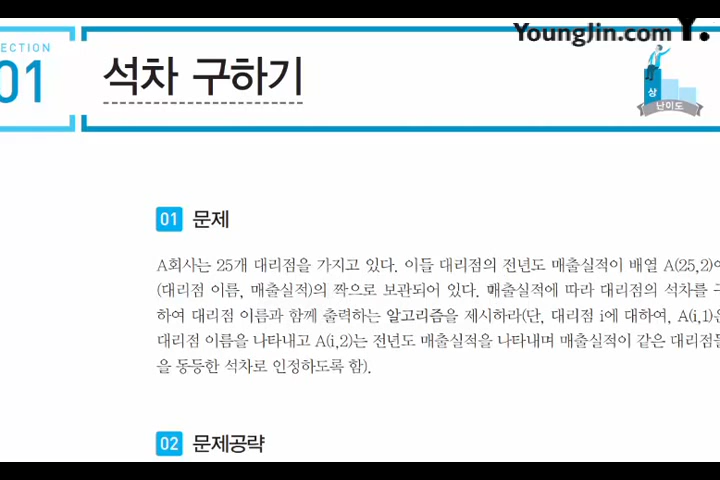 YoungJin.com Y.
ECTION
01
석차 구하기
상
난이도
01 문제
A회사는 25개 대리점을 가지고 있다. 이들 대리점의 전년도 매출실적이 배열 A(25,2)에
(대리점 이름, 매출실적)의 짝으로 보관되어 있다. 매출실적에 따라 대리점의 석차를 구
하여 대리점 이름과 함께 출력하는 알고리즘을 제시하라(단, 대리점 i에 대하여, A(i,1)은
대리점 이름을 나타내고 A(i,2)는 전년도 매출실적을 나타내며 매출실적이 같은 대리점들
을 동등한 석차로 인정하도록 함).
02 문제공략